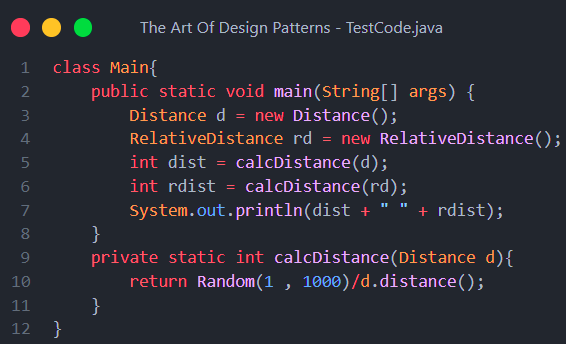 The Art Of Design Patterns - TestCode.java
1 class Main{
2 public static void main(String[] args) {
3 Distance d = new Distance();
4 RelativeDistance rd = new RelativeDistance();
5 int dist = calcDistance(d);
6 int rdist = calcDistance(rd);
7 System.out.println(dist + " " + rdist);
8 }
9 private static int calcDistance(Distance d){
10 return Random(1 , 1000)/d.distance();
11 }
12 }